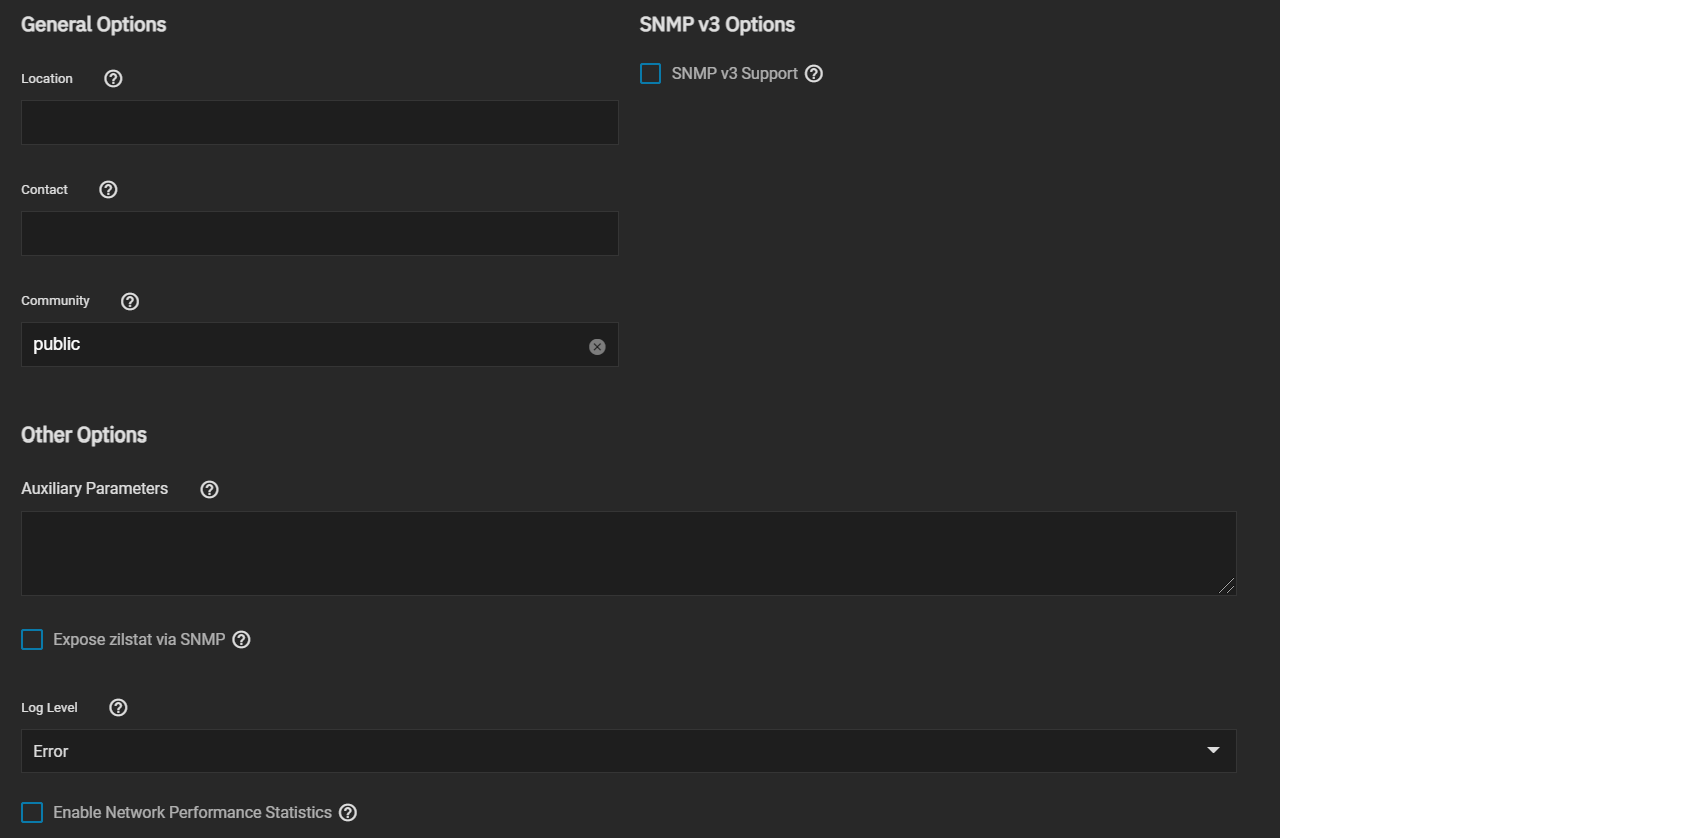 General Options
Location
Contact
Community
public
SNMP v3 Options
SNMP v3 Support
Other Options
Auxiliary Parameters
Expose zilstat via SNMP
Log Level
Error
Enable Network Performance Statistics